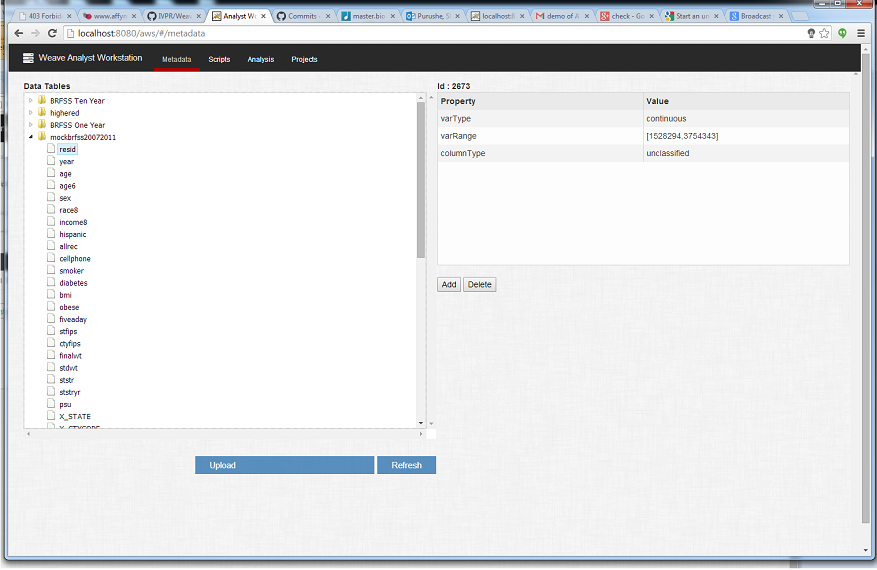 403 Forbid
www.affyn
IVPR/Weav
Analyst Wo
Commits ·
master.bio
Purushe, S
localhost:8
demo of A
check - Go
Start an un
Broadcast
localhost:8080/aws/#/metadata
Weave Analyst Workstation Metadata Scripts Analysis Projects
Data Tables
BRFSS Ten Year
highered
BRFSS One Year
mockbrfss20072011
resid
year
age
age6
sex
race8
income8
hispanic
allrec
cellphone
smoker
diabetes
bmi
obese
fiveaday
stfips
ctyfips
finalwt
stdwt
ststr
ststryr
psu
X_STATE
X_CTYCODE
Upload Refresh
Id : 2673
Property Value
varType continuous
varRange [1528294,3754343]
columnType unclassified
Add Delete